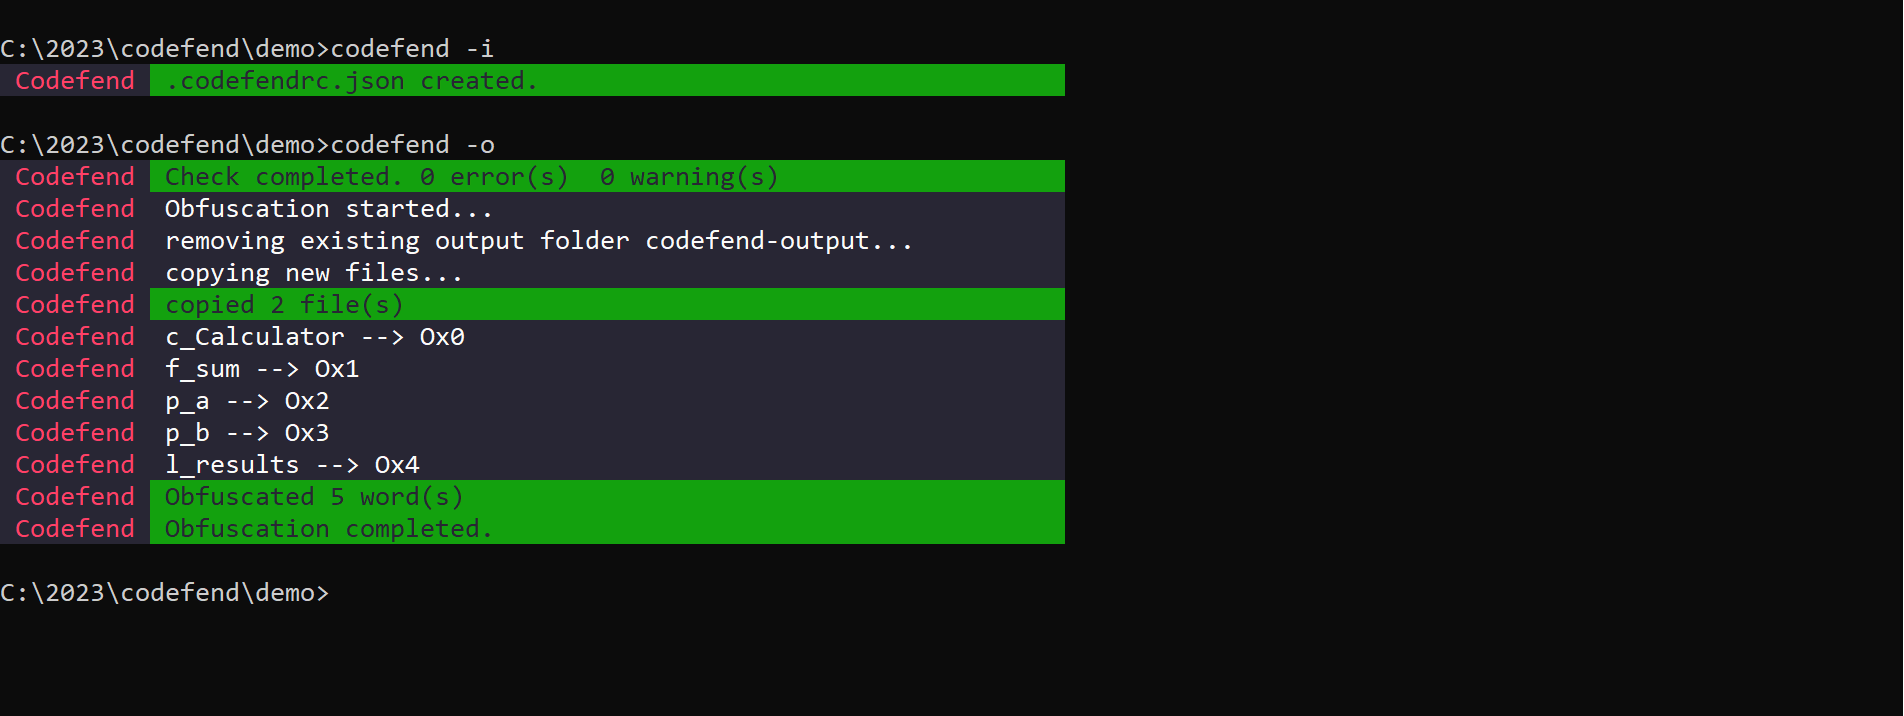 C:\2023\codefend\demo>codefend -i
Codefend .codefendrc.json created.
C:\2023\codefend\demo>codefend -o
Codefend Check completed. 0 error(s)  0 warning(s)
Codefend Obfuscation started...
Codefend removing existing output folder codefend-output...
Codefend copying new files...
Codefend copied 2 file(s)
Codefend c_Calculator --> Ox0
Codefend f_sum --> Ox1
Codefend p_a --> Ox2
Codefend p_b --> Ox3
Codefend l_results --> Ox4
Codefend Obfuscated 5 word(s)
Codefend Obfuscation completed.
C:\2023\codefend\demo>